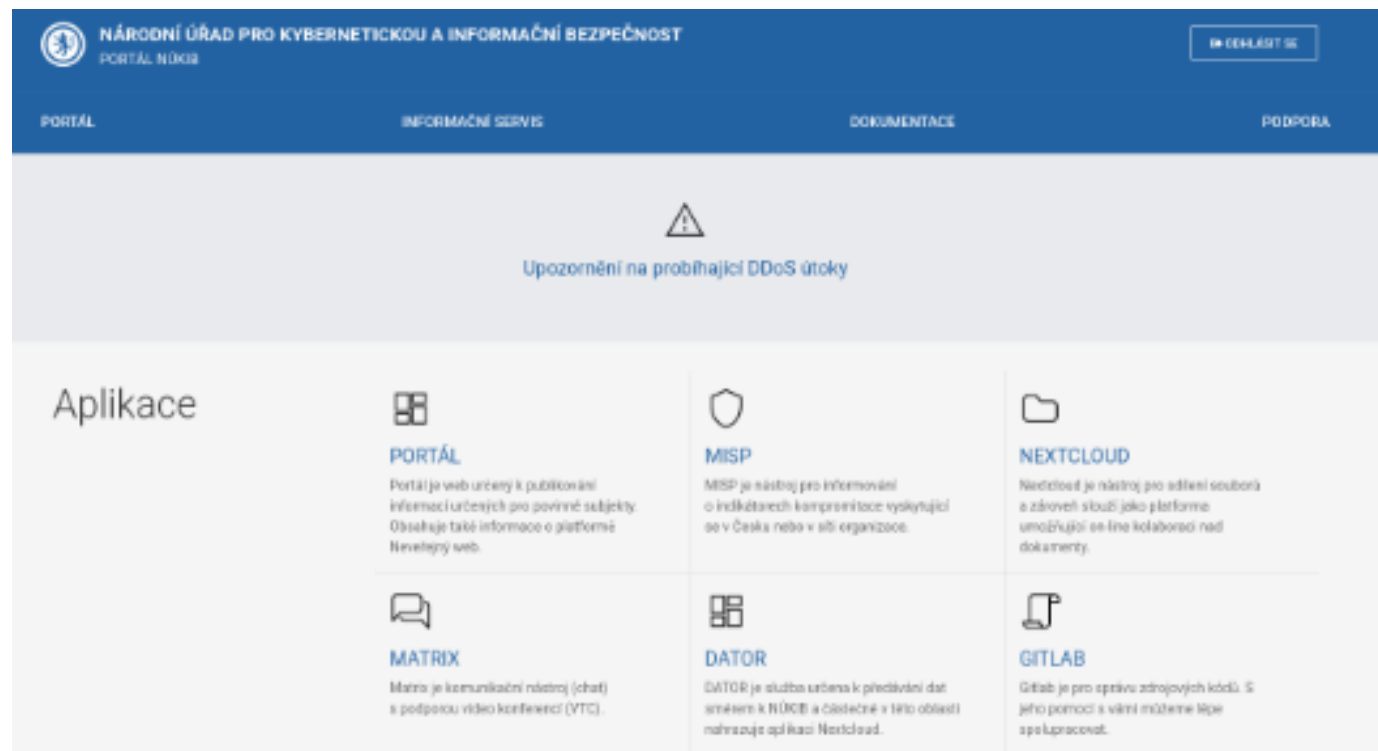 NÁRODNÍ ÚŘAD PRO KYBERNETICKOU A INFORMAČNÍ BEZPEČNOST
PORTÁL NÚKIB
ODHLÁSIT SE
PORTÁL
INFORMAČNÍ SERVIS
DOKUMENTACE
PODPORA
Upozornění na probíhající DDoS útoky
Aplikace
PORTÁL
Portál je web určený k publikování
informací určených pro povinné subjekty.
Obsahuje také informace o platformě
Neveřejný web.
MISP
MISP je nástroj pro informování
o indikátorech kompromitace vyskytující
se v Česku nebo v síti organizace.
NEXTCLOUD
Nextcloud je nástroj pro sdílení souborů
a zároveň slouží jako platforma
umožňující on-line kolaboraci nad
dokumenty.
MATRIX
Matrix je komunikační nástroj (chat)
s podporou video konferencí (VTC).
DATOR
DATOR je služba určena k předávání dat
směrem k NÚKIB a částečně v této oblasti
nahrazuje aplikaci Nextcloud.
GITLAB
Gitlab je pro správu zdrojových kódů. S
jeho pomocí s vámi můžeme lépe
spolupracovat.